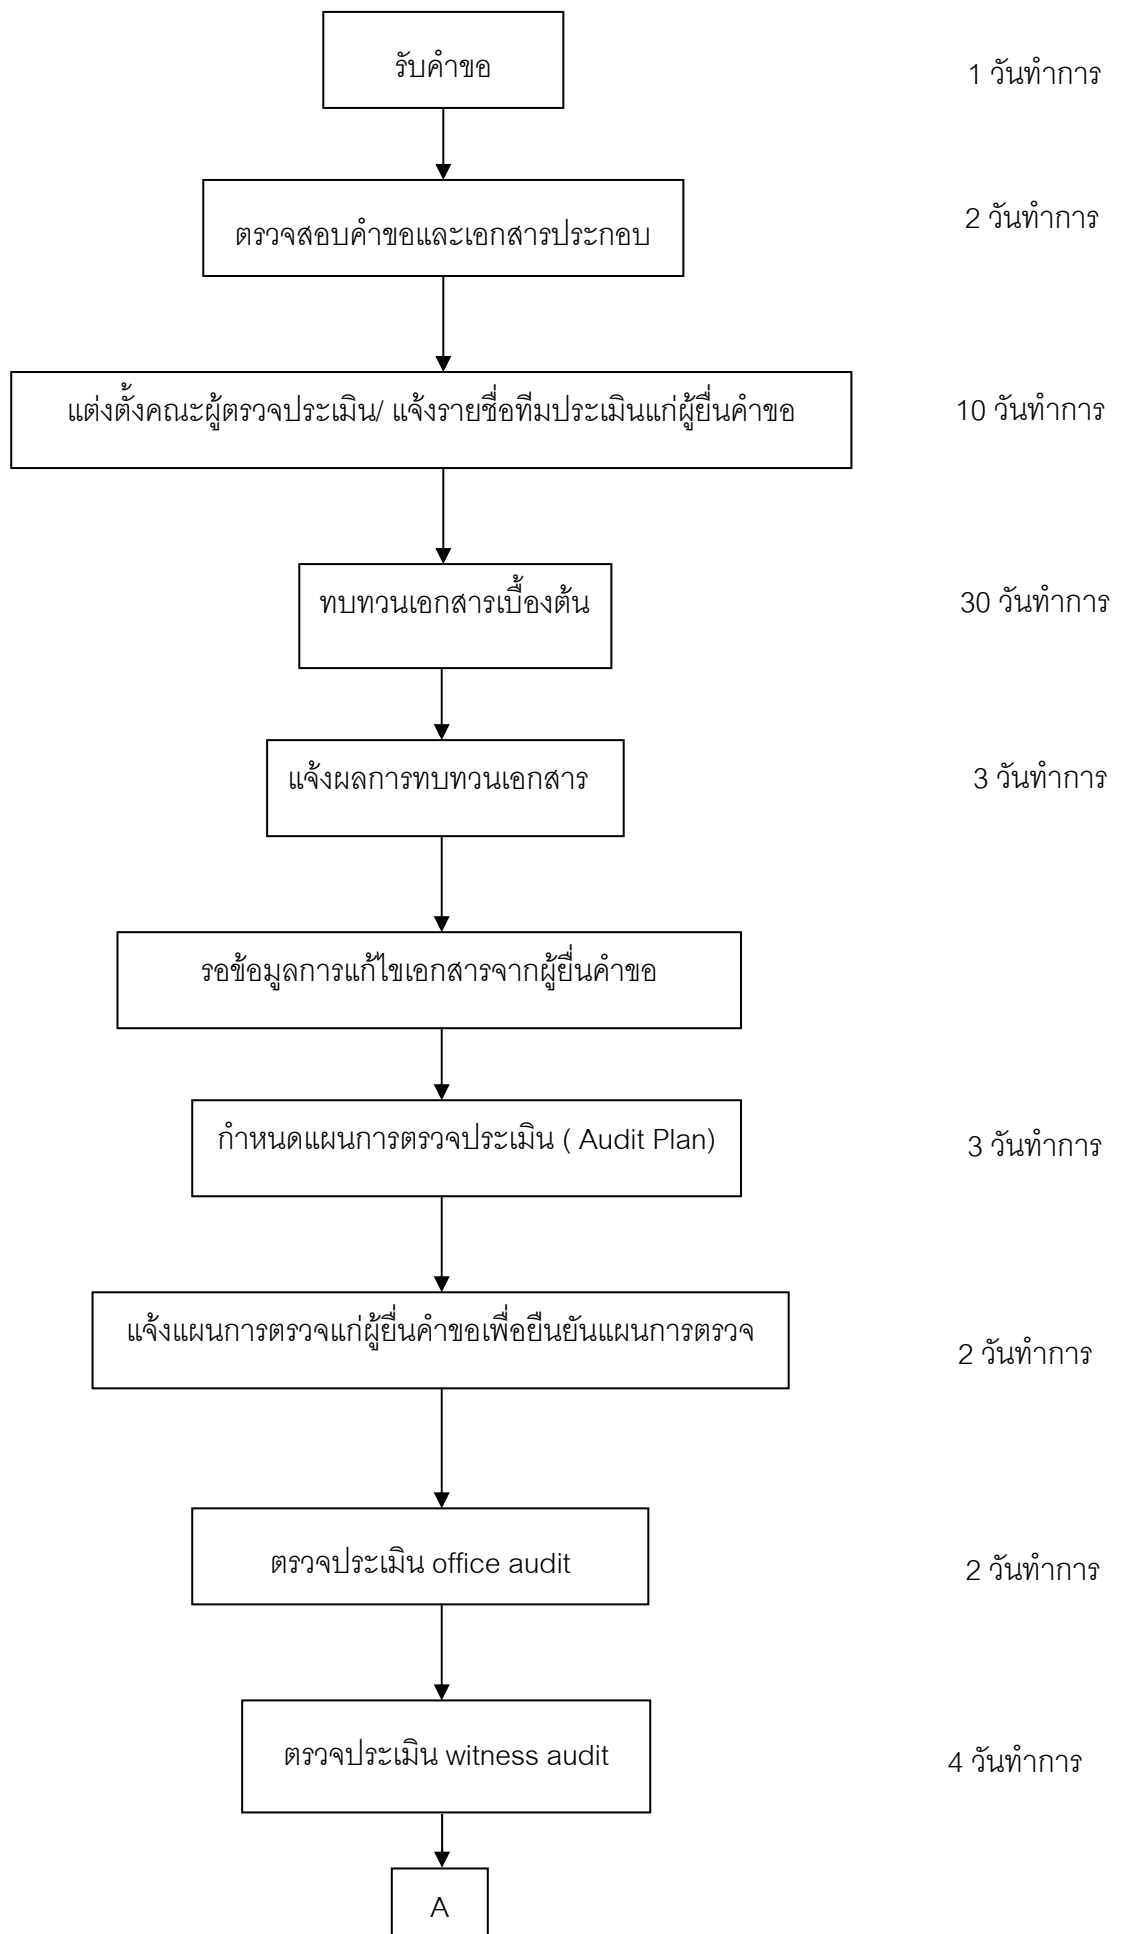 รับคำขอ
1 วันทำการ
ตรวจสอบคำขอและเอกสารประกอบ
2 วันทำการ
แต่งตั้งคณะผู้ตรวจประเมิน/ แจ้งรายชื่อทีมประเมินแก่ผู้ยื่นคำขอ
10 วันทำการ
ทบทวนเอกสารเบื้องต้น
30 วันทำการ
แจ้งผลการทบทวนเอกสาร
3 วันทำการ
รอข้อมูลการแก้ไขเอกสารจากผู้ยื่นคำขอ
กำหนดแผนการตรวจประเมิน ( Audit Plan)
3 วันทำการ
แจ้งแผนการตรวจแก่ผู้ยื่นคำขอเพื่อยืนยันแผนการตรวจ
2 วันทำการ
ตรวจประเมิน office audit
2 วันทำการ
ตรวจประเมิน witness audit
4 วันทำการ
A